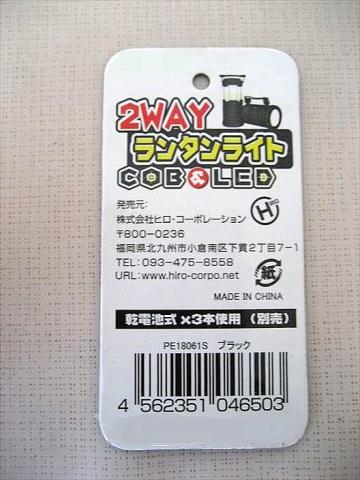 2WAY
ランタンライト
COB&LED
発売元:
株式会社ヒロ・コーポレーション
HIRO
〒800-0236
福岡県北九州市小倉南区下貫2丁目7-1
TEL: 093-475-8558
URL: www.hiro-corpo.net
紙
MADE IN CHINA
乾電池式×3本使用（別売）
PE18061S ブラック
4 562351 046503